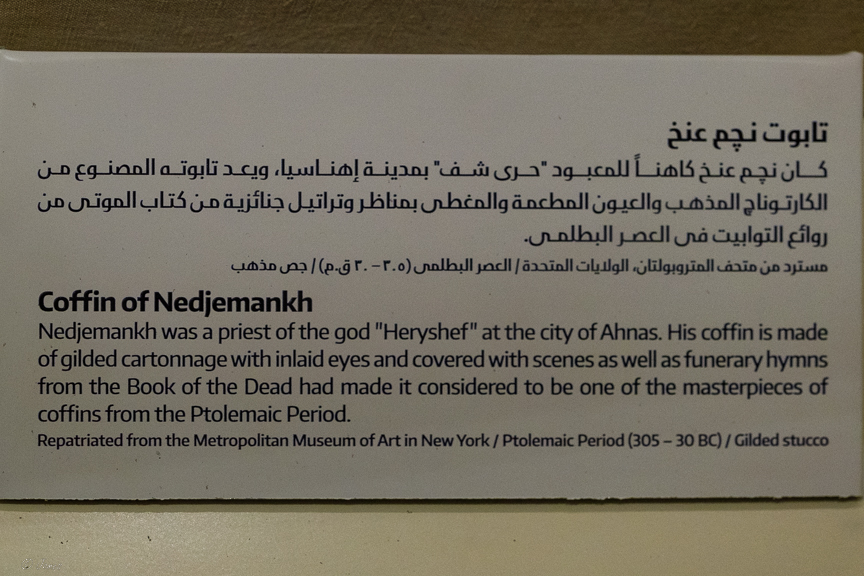 تابوت نچم عنخ
كان نچم عنخ كاهناً للمعبود "حرى شف" بمدينة إهناسيا، ويعد تابوته المصنوع من
الكارتوناچ المذهب والعيون المطعمة والمغطى بمناظر وتراتيل جنائزية من كتاب الموتى من
روائع التوابيت فى العصر البطلمى.
مسترد من متحف المتروبولتان، الولايات المتحدة / العصر البطلمى (٣٠٥ - ٣٠ ق.م) / جص مذهب
Coffin of Nedjemankh
Nedjemankh was a priest of the god "Heryshef" at the city of Ahnas. His coffin is made
of gilded cartonnage with inlaid eyes and covered with scenes as well as funerary hymns
from the Book of the Dead had made it considered to be one of the masterpieces of
coffins from the Ptolemaic Period.
Repatriated from the Metropolitan Museum of Art in New York / Ptolemaic Period (305 – 30 BC) / Gilded stucco